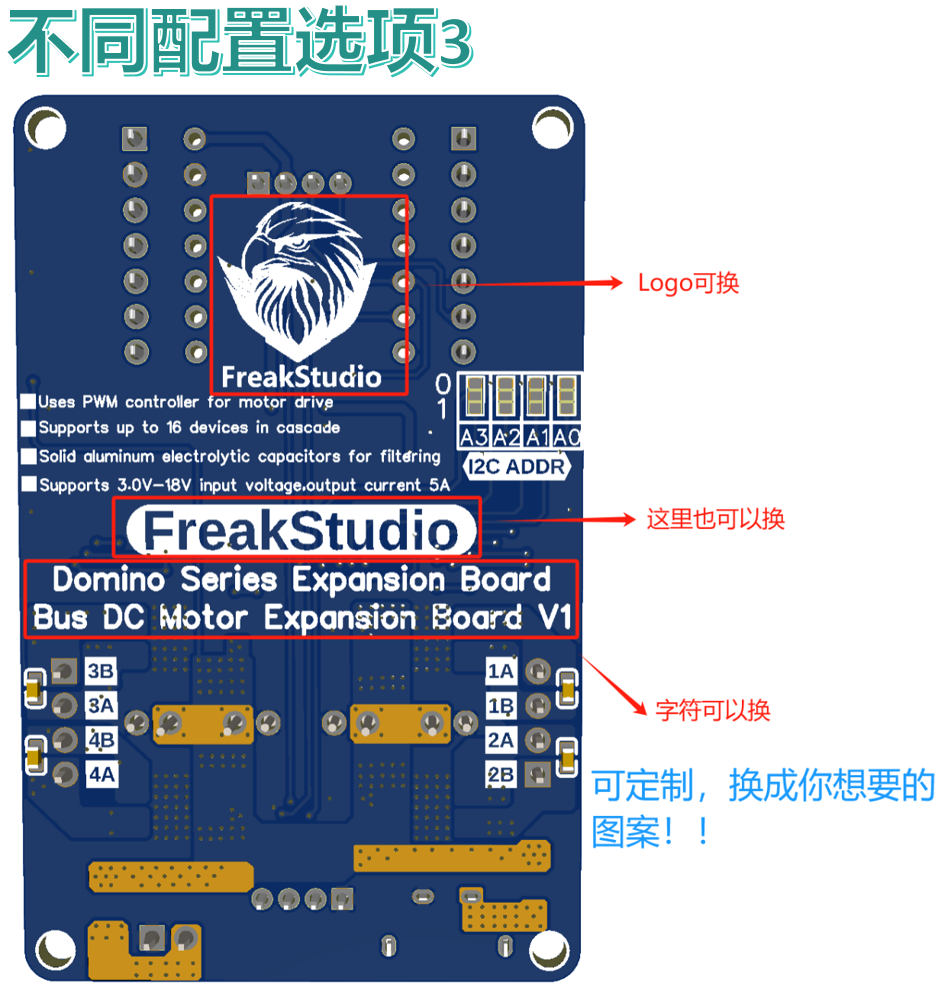 不同配置选项3
Logo可换
FreakStudio
Uses PWM controller for motor drive
Supports up to 16 devices in cascade
Solid aluminum electrolytic capacitors for filtering
Supports 3.0V-18V input voltage,output current 5A
0
1
A3 A2 A1 A0
I2C ADDR
FreakStudio
这里也可以换
Domino Series Expansion Board
Bus DC Motor Expansion Board V1
3B
3A
4B
4A
1A
1B
2A
2B
字符可以换
可定制，换成你想要的
图案！！